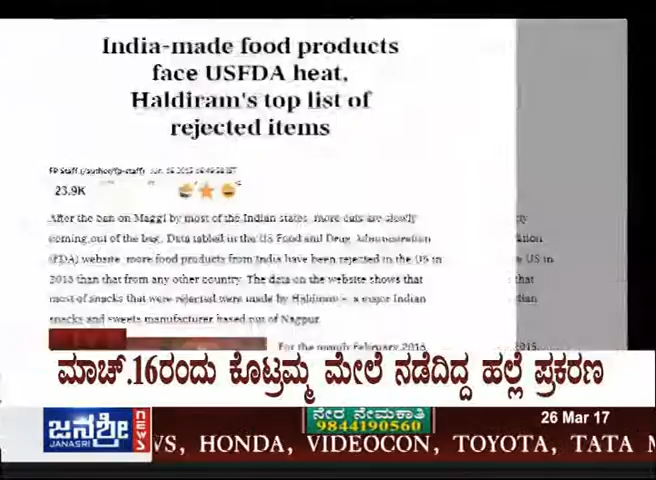 India-made food products
face USFDA heat,
Haldiram's top list of
rejected items
FP Staff (/author/fp-staff)
23.9K
After the ban on Maggi by most of the Indian states, more cats are slowly
coming out of the bag. Data tabled in the US Food and Drug Administration
(FDA) website, more food products from India have been rejected in the US in
2015 than that from any other country. The data on the website shows that
most of snacks that were rejected were made by Haldiram's, a major Indian
snacks and sweets manufacturer based out of Nagpur.
For the month February 2015,
ಮಾರ್ಚ್.16ರಂದು ಕೊಟ್ರಮ್ಮ ಮೇಲೆ ನಡೆದಿದ್ದ ಹಲ್ಲೆ ಪ್ರಕರಣ
ಜನಶ್ರೀ
JANASRI
NEWS
ನೇರ ನೇಮಕಾತಿ
9844190560
26 Mar 17
VS, HONDA, VIDEOCON, TOYOTA, TATA